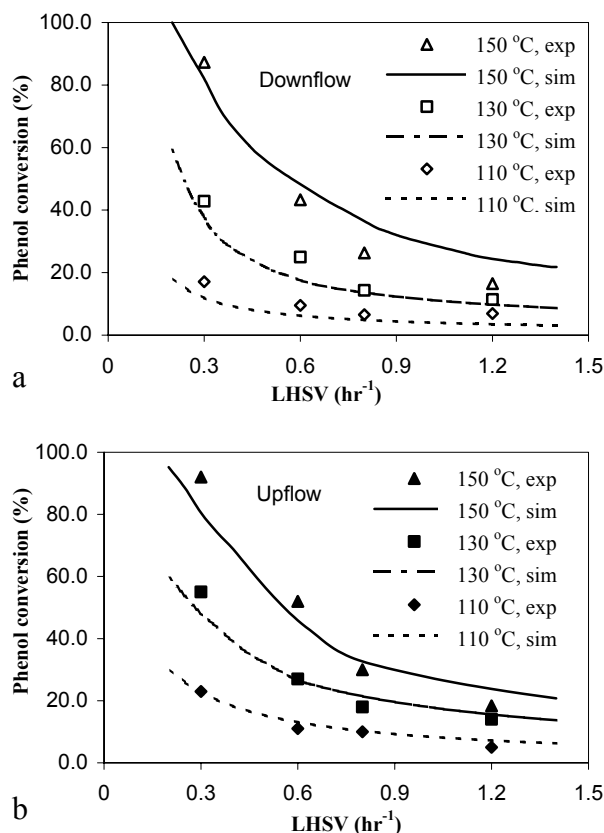 100.0
80.0
60.0
40.0
20.0
0.0
Phenol conversion (%)
Downflow
150 °C, exp
150 °C, sim
130 °C, exp
130 °C, sim
110 °C, exp
110 °C, sim
0
0.3
0.6
0.9
1.2
1.5
LHSV (hr⁻¹)
a
100.0
80.0
60.0
40.0
20.0
0.0
Phenol conversion (%)
Upflow
150 °C, exp
150 °C, sim
130 °C, exp
130 °C, sim
110 °C, exp
110 °C, sim
0
0.3
0.6
0.9
1.2
1.5
LHSV (hr⁻¹)
b